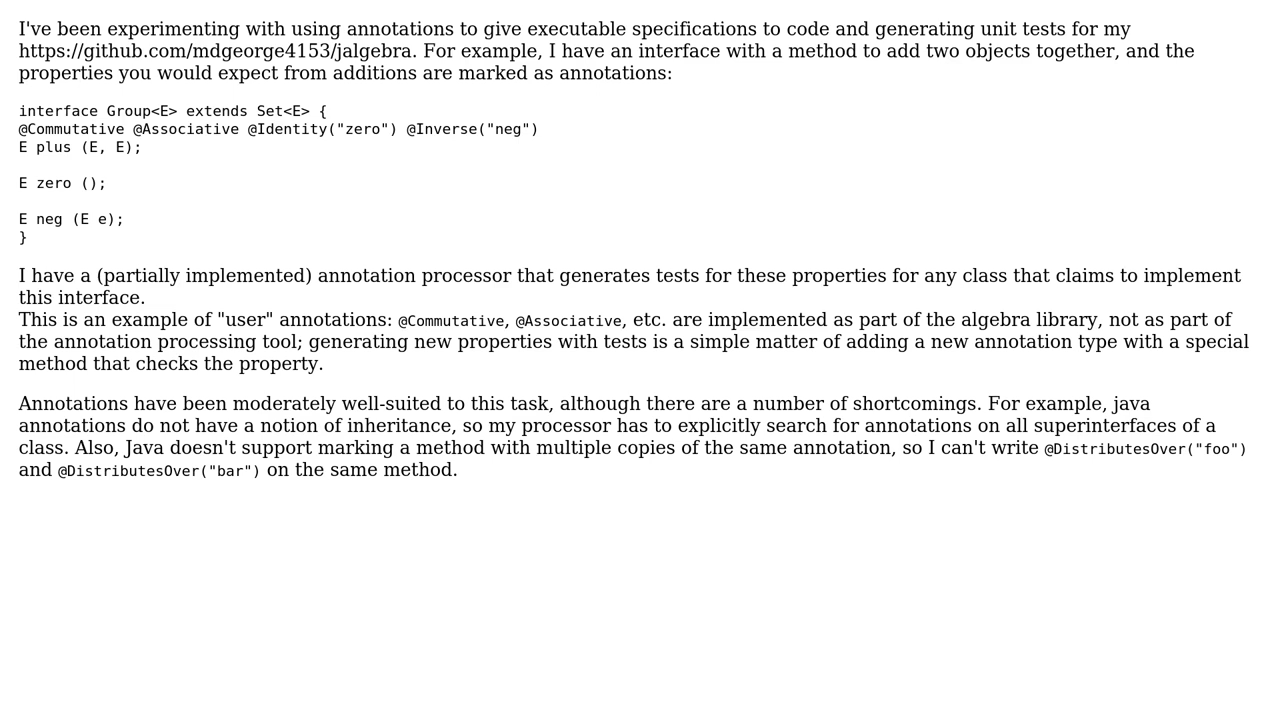 I've been experimenting with using annotations to give executable specifications to code and generating unit tests for my
https://github.com/mdgeorge4153/jalgebra. For example, I have an interface with a method to add two objects together, and the
properties you would expect from additions are marked as annotations:
interface Group<E> extends Set<E> {
@Commutative @Associative @Identity("zero") @Inverse("neg")
E plus (E, E);
E zero ();
E neg (E e);
}
I have a (partially implemented) annotation processor that generates tests for these properties for any class that claims to implement
this interface.
This is an example of "user" annotations: @Commutative, @Associative, etc. are implemented as part of the algebra library, not as part of
the annotation processing tool; generating new properties with tests is a simple matter of adding a new annotation type with a special
method that checks the property.
Annotations have been moderately well-suited to this task, although there are a number of shortcomings. For example, java
annotations do not have a notion of inheritance, so my processor has to explicitly search for annotations on all superinterfaces of a
class. Also, Java doesn't support marking a method with multiple copies of the same annotation, so I can't write @DistributesOver("foo")
and @DistributesOver("bar") on the same method.